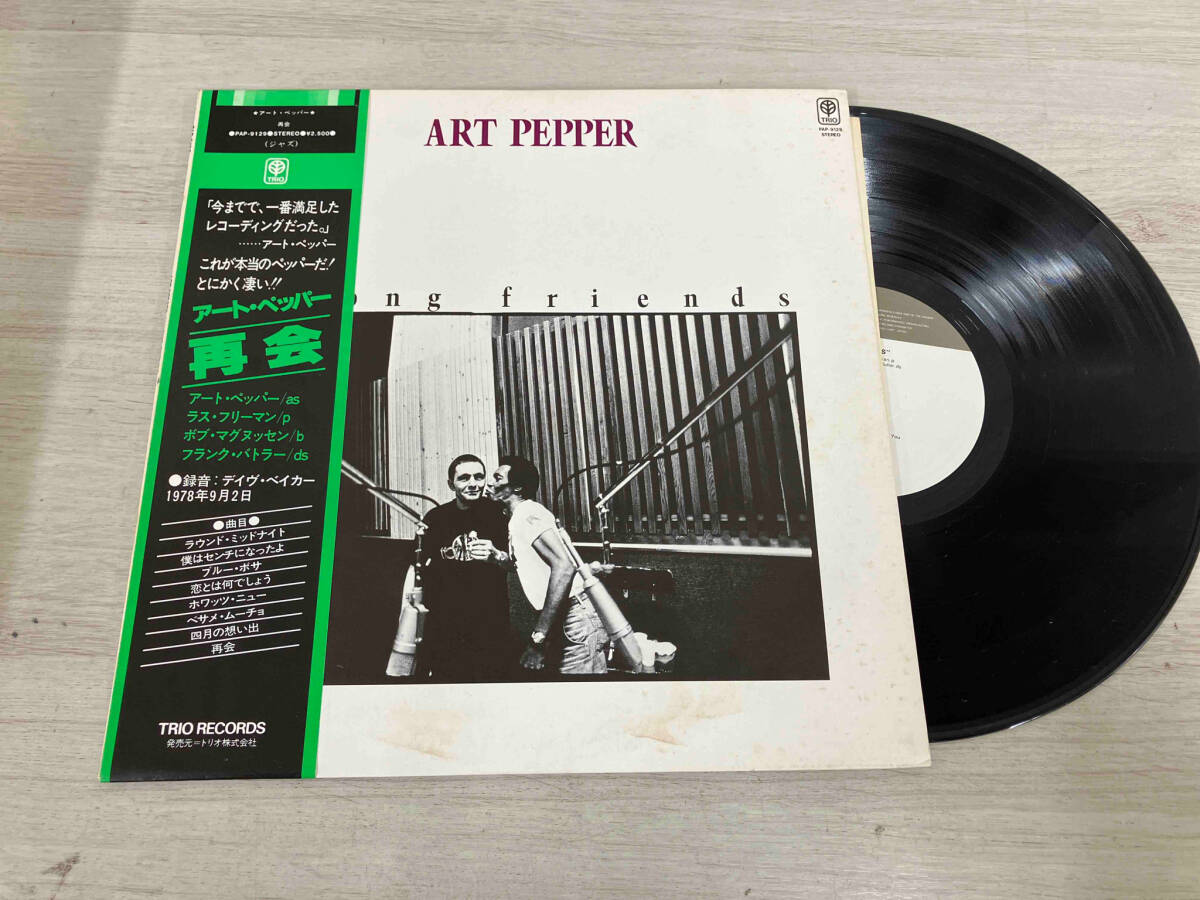 ★アート・ペッパー★
再会
●PAP-9129●STEREO●¥2,500●
(ジャズ)
TRIO
「今までで、一番満足した
レコーディングだった。」
……アート・ペッパー
これが本当のペッパーだ!
とにかく凄い!!
アート・ペッパー
再会
アート・ペッパー/as
ラス・フリーマン/p
ボブ・マグヌッセン/b
フランク・バトラー/ds
●録音:デイヴ・ベイカー
1978年9月2日
●曲目●
ラウンド・ミッドナイト
僕はセンチになったよ
ブルー・ボサ
恋とは何でしょう
ホワッツ・ニュー
ベサメ・ムーチョ
四月の想い出
再会
TRIO RECORDS
発売元=トリオ株式会社
ART PEPPER
TRIO
PAP-9129
STEREO
ong friends
You